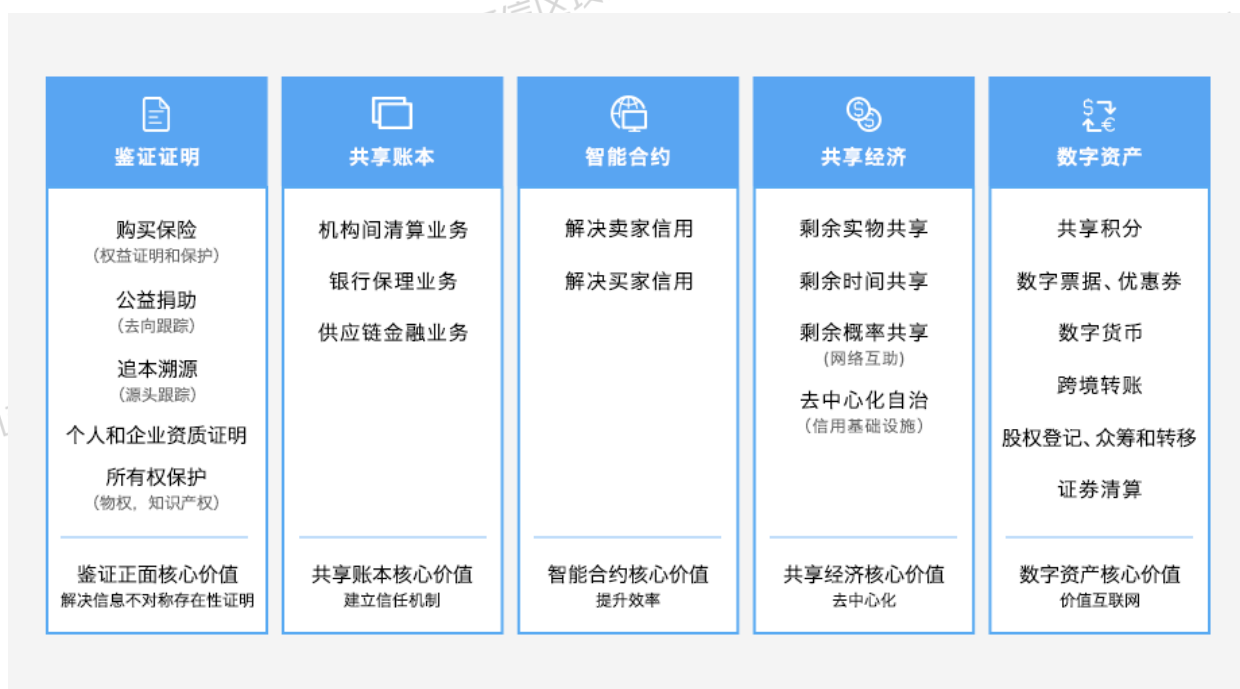 鉴证证明
购买保险
（权益证明和保护）
公益捐助
（去向跟踪）
追本溯源
（源头跟踪）
个人和企业资质证明
所有权保护
（物权，知识产权）
鉴证正面核心价值
解决信息不对称存在性证明
共享账本
机构间清算业务
银行保理业务
供应链金融业务
共享账本核心价值
建立信任机制
智能合约
解决卖家信用
解决买家信用
智能合约核心价值
提升效率
共享经济
剩余实物共享
剩余时间共享
剩余概率共享
(网络互助)
去中心化自治
（信用基础设施）
共享经济核心价值
去中心化
数字资产
共享积分
数字票据、优惠券
数字货币
跨境转账
股权登记、众筹和转移
证券清算
数字资产核心价值
价值互联网